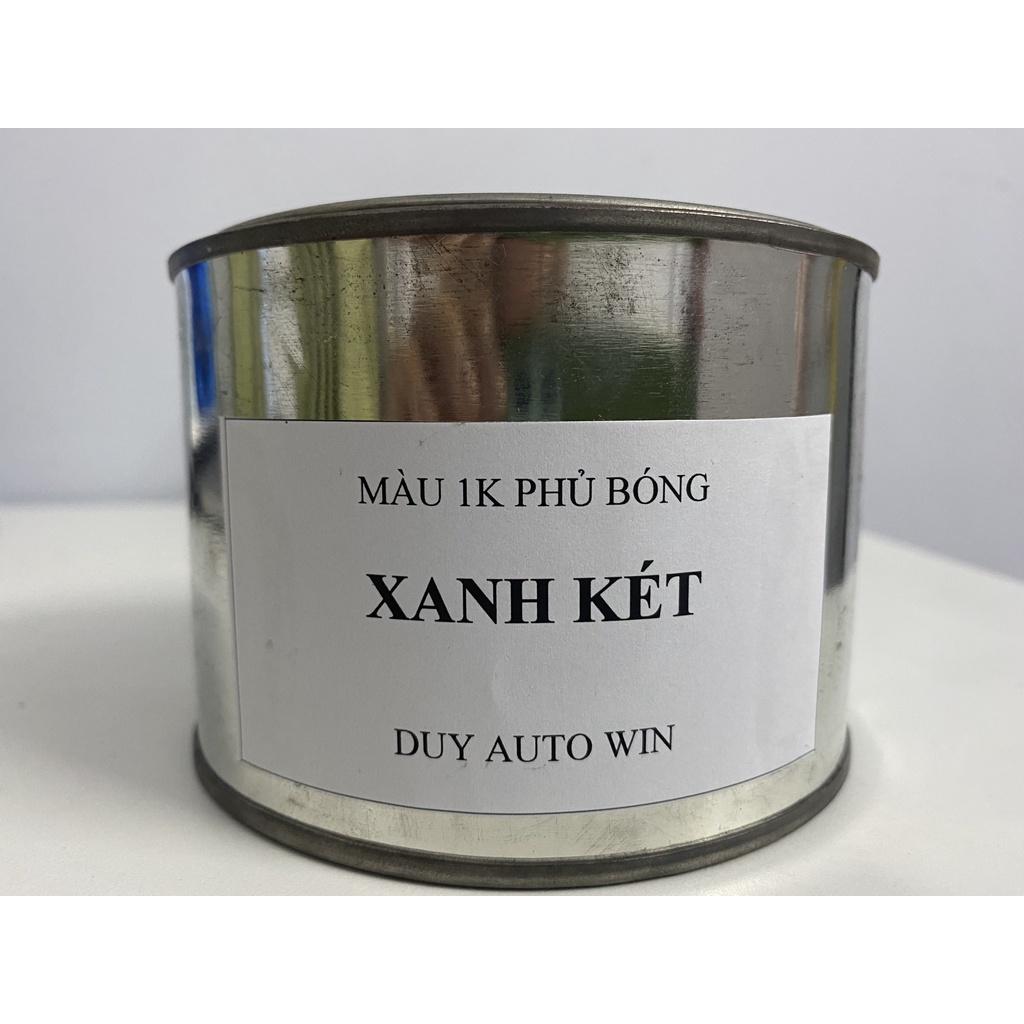 MÀU 1K PHỦ BÓNG
XANH KÉT
DUY AUTO WIN